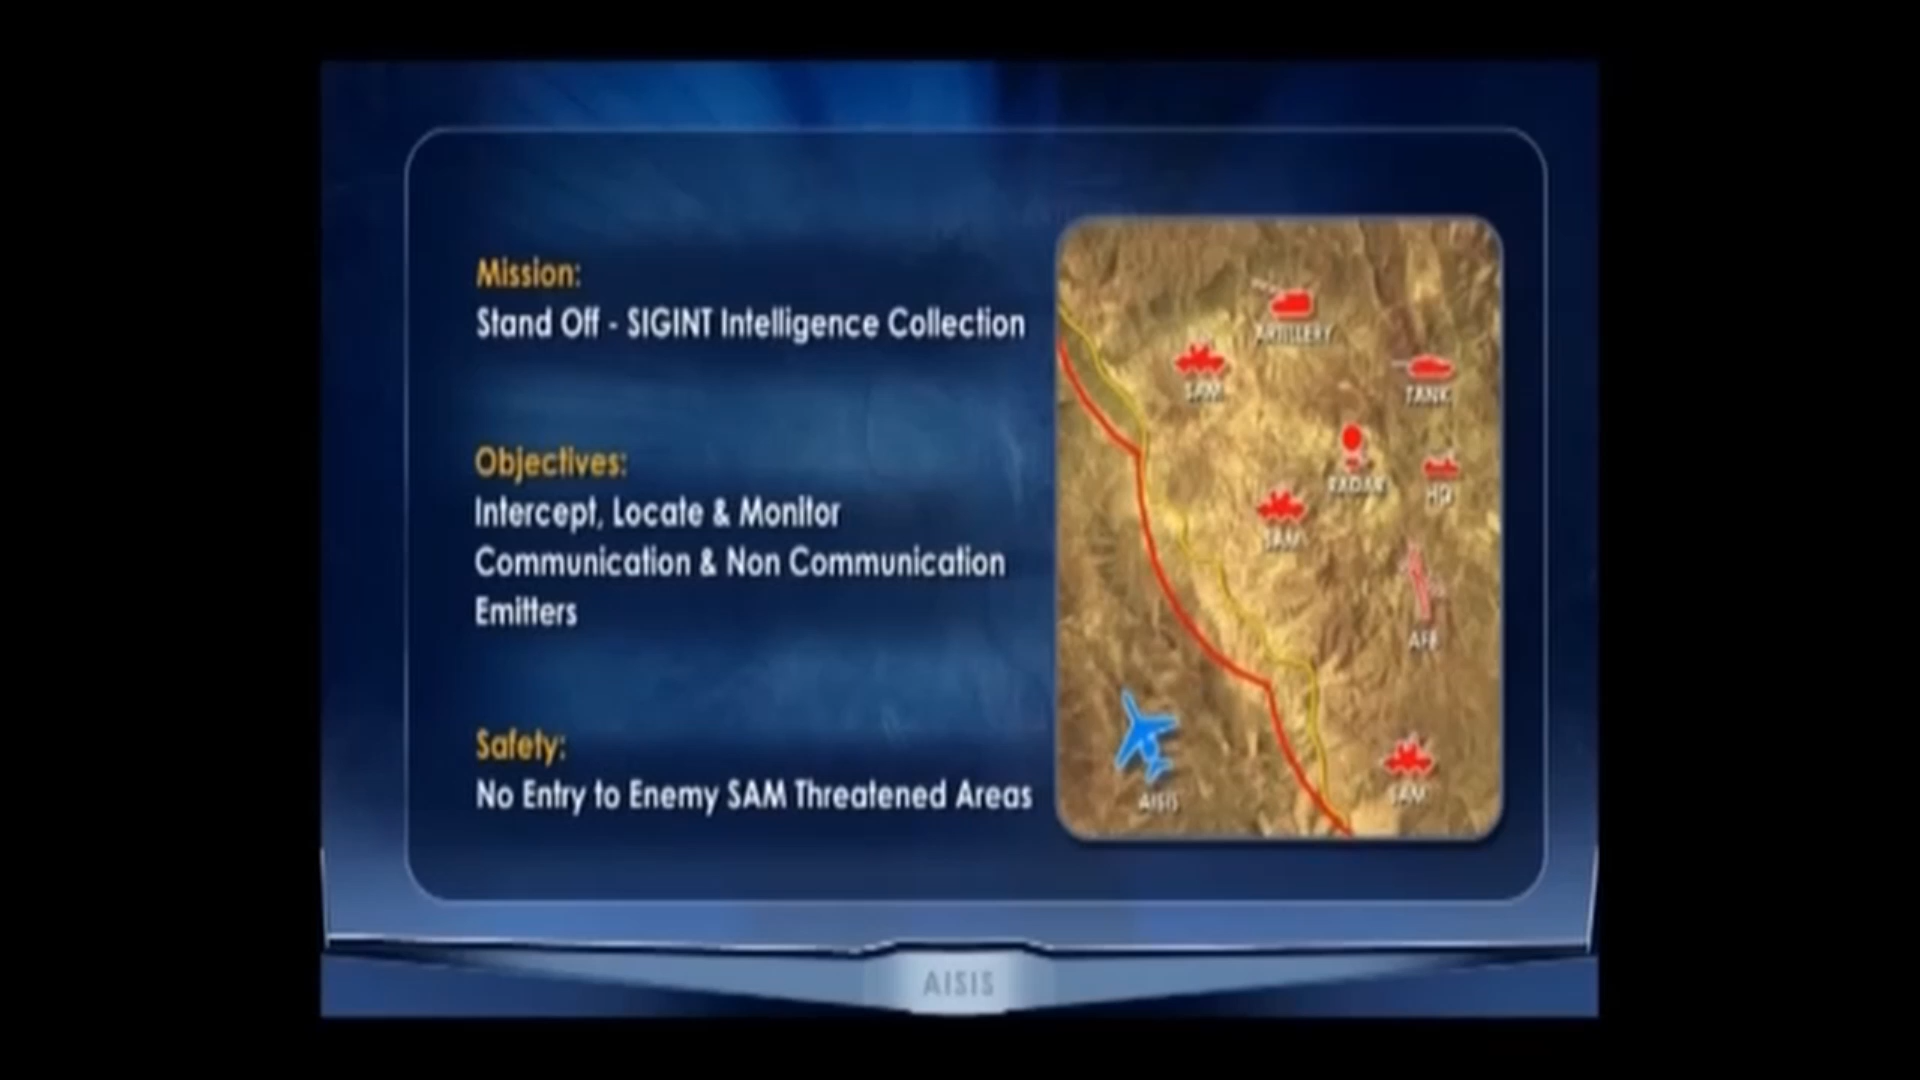 Mission:
Stand Off - SIGINT Intelligence Collection
Objectives:
Intercept, Locate & Monitor
Communication & Non Communication
Emitters
Safety:
No Entry to Enemy SAM Threatened Areas
ARTILLERY
SAM
TANK
RADAR
HQ
SAM
AFB
AISIS
SAM
AISIS